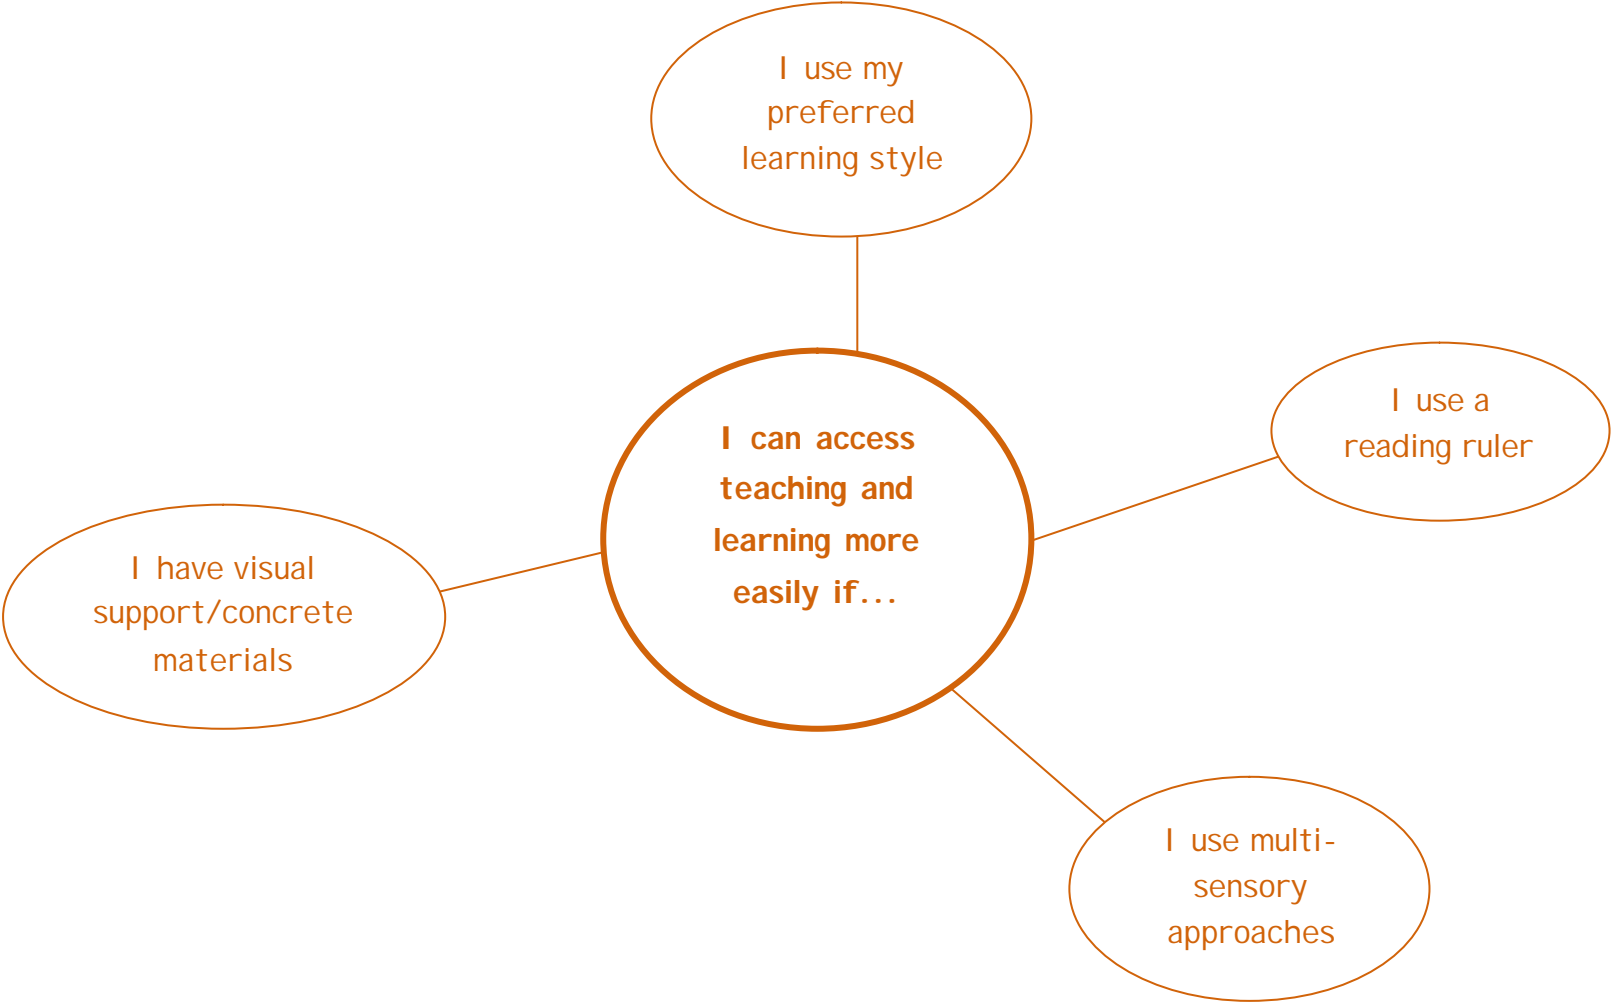 I use my
preferred
learning style
I can access
teaching and
learning more
easily if...
I use a
reading ruler
I have visual
support/concrete
materials
I use multi-
sensory
approaches